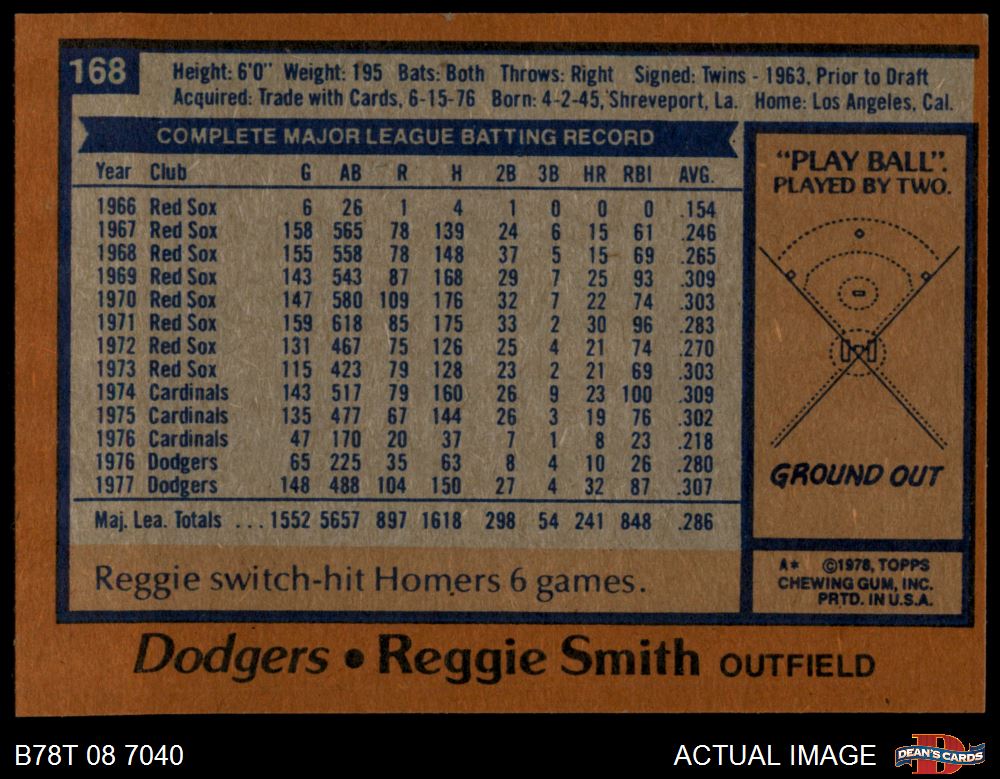 168
Height: 6'0" Weight: 195 Bats: Both Throws: Right Signed: Twins - 1963, Prior to Draft
Acquired: Trade with Cards, 6-15-76 Born: 4-2-45, Shreveport, La. Home: Los Angeles, Cal.
COMPLETE MAJOR LEAGUE BATTING RECORD
Year Club G AB R H 2B 3B HR RBI AVG.
1966 Red Sox 6 26 1 4 1 0 0 0 .154
1967 Red Sox 158 565 78 139 24 6 15 61 .246
1968 Red Sox 155 558 78 148 37 5 15 69 .265
1969 Red Sox 143 543 87 168 29 7 25 93 .309
1970 Red Sox 147 580 109 176 32 7 22 74 .303
1971 Red Sox 159 618 85 175 33 2 30 96 .283
1972 Red Sox 131 467 75 126 25 4 21 74 .270
1973 Red Sox 115 423 79 128 23 2 21 69 .303
1974 Cardinals 143 517 79 160 26 9 23 100 .309
1975 Cardinals 135 477 67 144 26 3 19 76 .302
1976 Cardinals 47 170 20 37 7 1 8 23 .218
1976 Dodgers 65 225 35 63 8 4 10 26 .280
1977 Dodgers 148 488 104 150 27 4 32 87 .307
Maj. Lea. Totals ... 1552 5657 897 1618 298 54 241 848 .286
Reggie switch-hit Homers 6 games.
"PLAY BALL".
PLAYED BY TWO.
GROUND OUT
A* ©1978, TOPPS
CHEWING GUM, INC.
PRTD. IN U.S.A.
Dodgers • Reggie Smith OUTFIELD
B78T 08 7040
ACTUAL IMAGE
DEAN'S CARDS